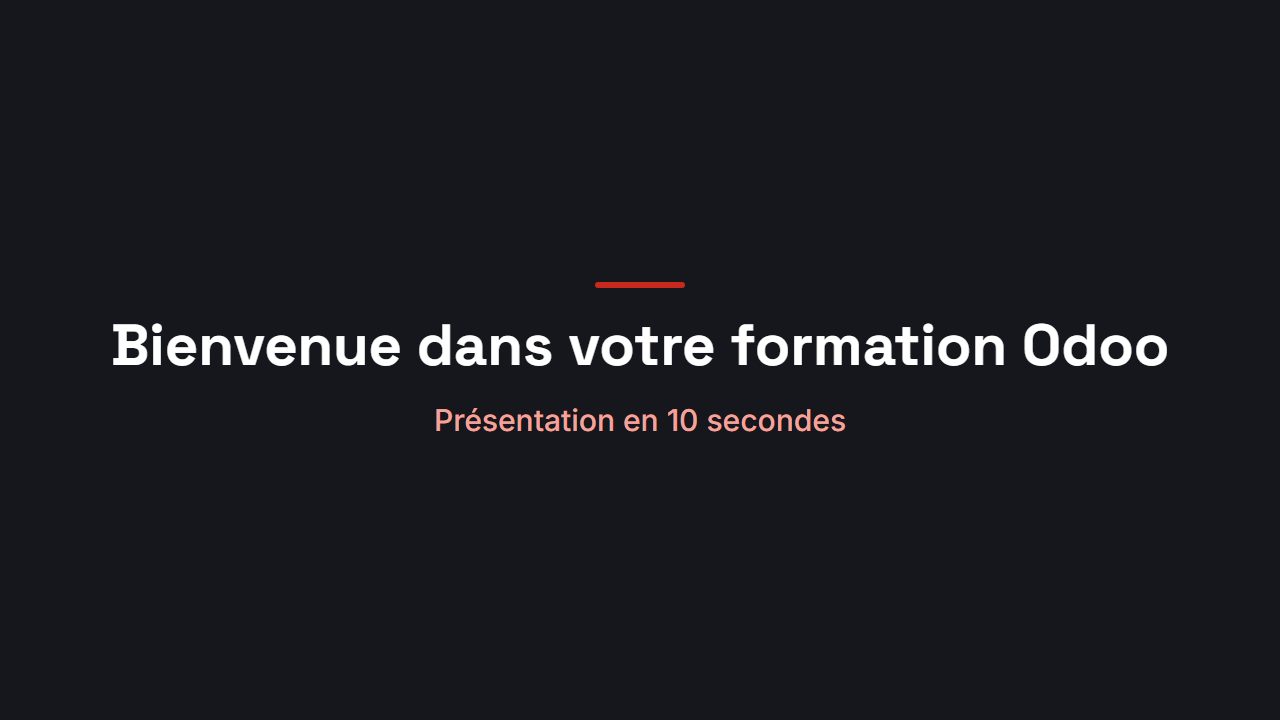 Bienvenue dans votre formation Odoo
Présentation en 10 secondes